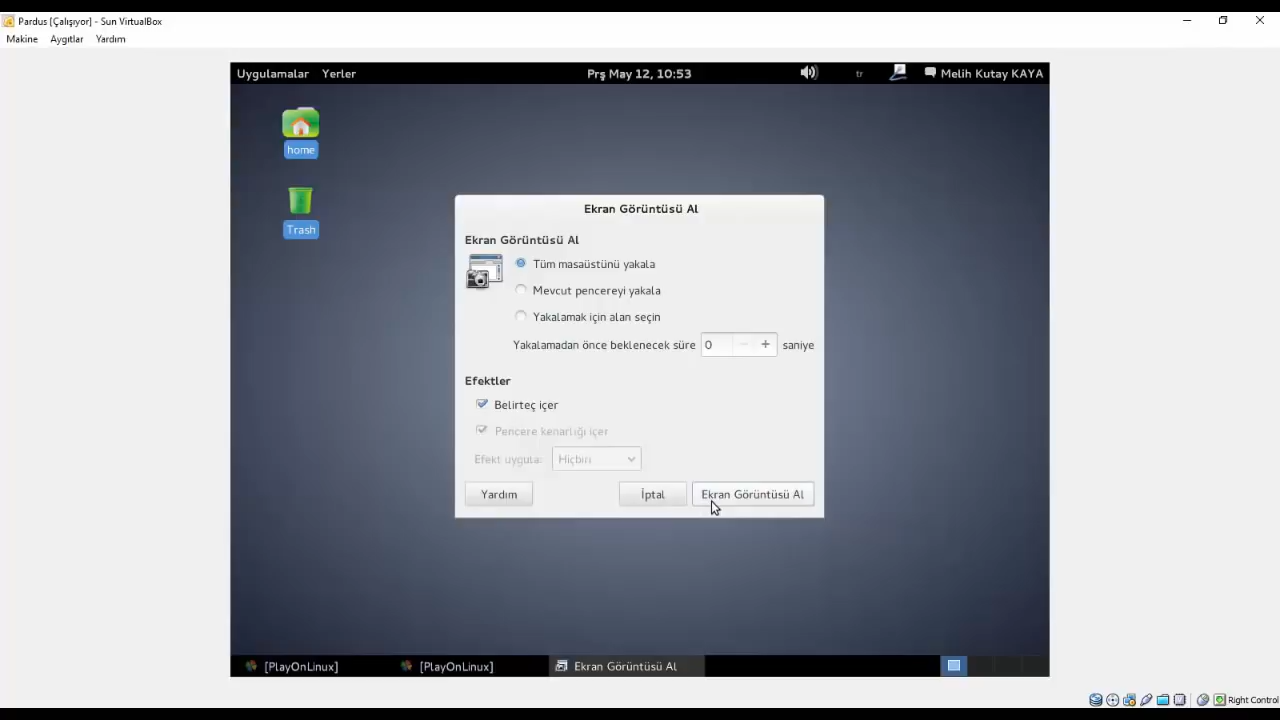 Pardus [Çalışıyor] - Sun VirtualBox
Makine Aygıtlar Yardım
Uygulamalar Yerler Prş May 12, 10:53 tr Melih Kutay KAYA
home
Trash
Ekran Görüntüsü Al
Ekran Görüntüsü Al
Tüm masaüstünü yakala
Mevcut pencereyi yakala
Yakalamak için alan seçin
Yakalamadan önce beklenecek süre 0 − + saniye
Efektler
Belirteç içer
Pencere kenarlığı içer
Efekt uygula: Hiçbiri
Yardım İptal Ekran Görüntüsü Al
[PlayOnLinux] [PlayOnLinux] Ekran Görüntüsü Al
Right Control